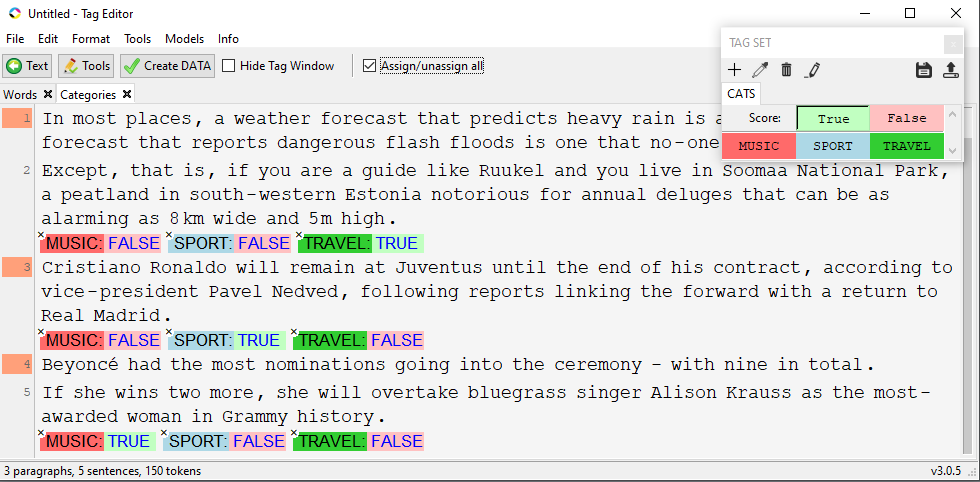 Untitled - Tag Editor
File Edit Format Tools Models Info
Text Tools Create DATA Hide Tag Window Assign/unassign all
Words Categories
TAG SET
CATS
Score: True False
MUSIC SPORT TRAVEL
1 In most places, a weather forecast that predicts heavy rain is a
forecast that reports dangerous flash floods is one that no-one
2 Except, that is, if you are a guide like Ruukel and you live in Soomaa National Park,
a peatland in south-western Estonia notorious for annual deluges that can be as
alarming as 8km wide and 5m high.
MUSIC: FALSE SPORT: FALSE TRAVEL: TRUE
3 Cristiano Ronaldo will remain at Juventus until the end of his contract, according to
vice-president Pavel Nedved, following reports linking the forward with a return to
Real Madrid.
MUSIC: FALSE SPORT: TRUE TRAVEL: FALSE
4 Beyoncé had the most nominations going into the ceremony - with nine in total.
5 If she wins two more, she will overtake bluegrass singer Alison Krauss as the most-
awarded woman in Grammy history.
MUSIC: TRUE SPORT: FALSE TRAVEL: FALSE
3 paragraphs, 5 sentences, 150 tokens v3.0.5